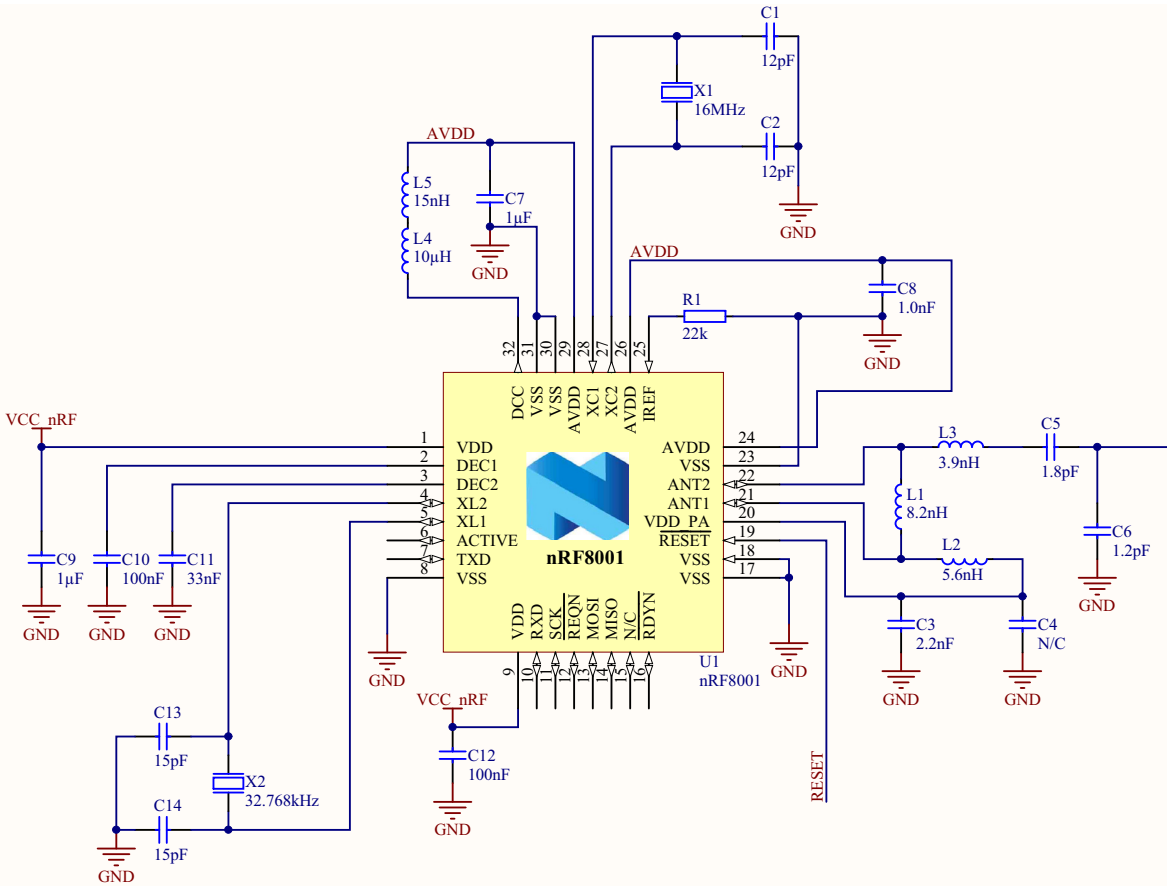 C1
12pF
X1
16MHz
C2
12pF
GND
AVDD
L5
15nH
L4
10µH
C7
1µF
GND
AVDD
C8
1.0nF
GND
R1
22k
32
31
30
29
28
27
26
25
DCC
VSS
VSS
AVDD
XC1
XC2
AVDD
IREF
VCC_nRF
1
2
3
4
5
6
7
8
VDD
DEC1
DEC2
XL2
XL1
ACTIVE
TXD
VSS
nRF8001
AVDD
VSS
ANT2
ANT1
VDD_PA
RESET
VSS
VSS
24
23
22
21
20
19
18
17
VDD
RXD
SCK
REQN
MOSI
MISO
N/C
RDYN
9
10
11
12
13
14
15
16
U1
nRF8001
L3
3.9nH
C5
1.8pF
L1
8.2nH
L2
5.6nH
C6
1.2pF
GND
C3
2.2nF
GND
C4
N/C
GND
GND
RESET
C9
1µF
GND
C10
100nF
GND
C11
33nF
GND
GND
VCC_nRF
C12
100nF
GND
C13
15pF
X2
32.768kHz
C14
15pF
GND